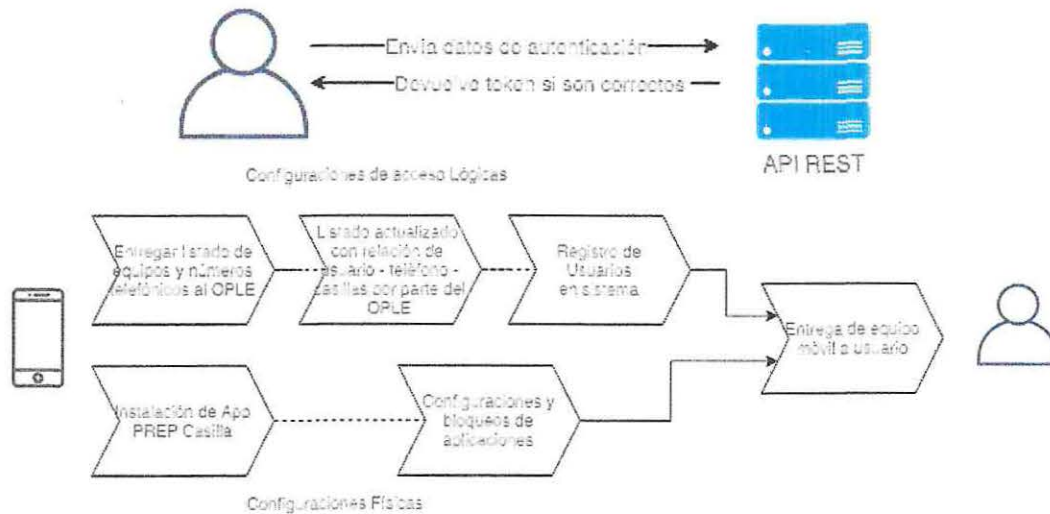 Envía datos de autenticación
Devuelve token si son correctos
API REST
Configuraciones de acceso Lógicas
Entregar listado de
equipos y números
telefónicos al OPLE
Listado actualizado
con relación de
usuario - teléfono -
casillas por parte del
OPLE
Registro de
Usuarios
en sistema
Entrega de equipo
móvil a usuario
Instalación de App
PREP Casilla
Configuraciones y
bloqueos de
aplicaciones
Configuraciones Físicas